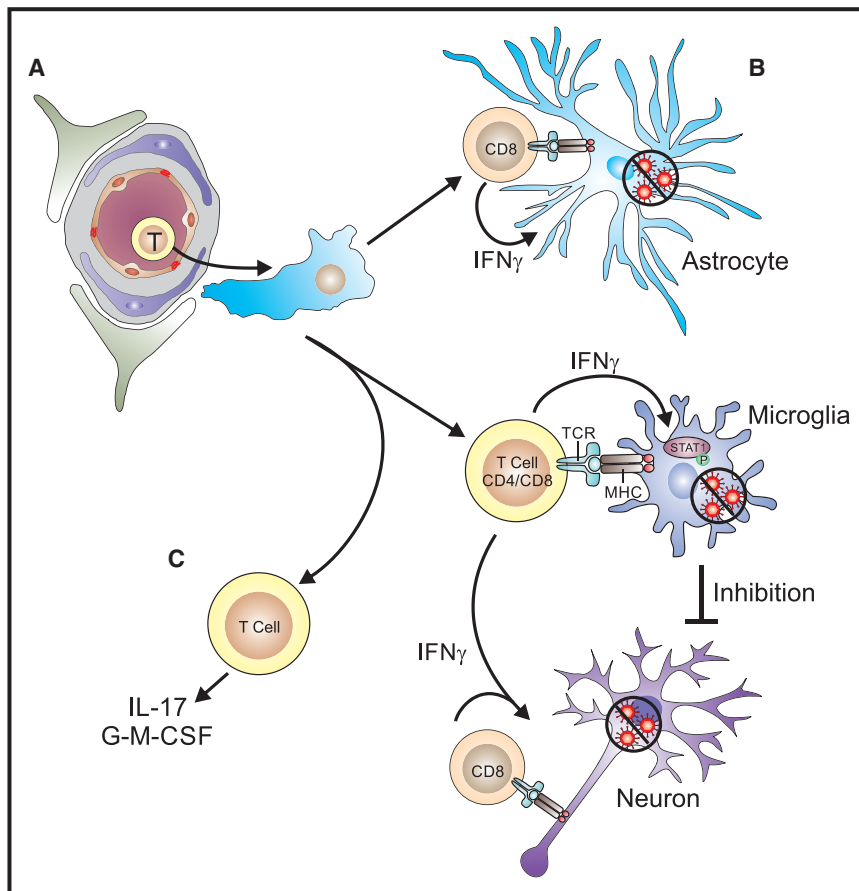 A
B
CD8
IFNγ
Astrocyte
T
IFNγ
Microglia
TCR
STAT1
P
T Cell
CD4/CD8
MHC
C
Inhibition
T Cell
IFNγ
IL-17
G-M-CSF
CD8
Neuron